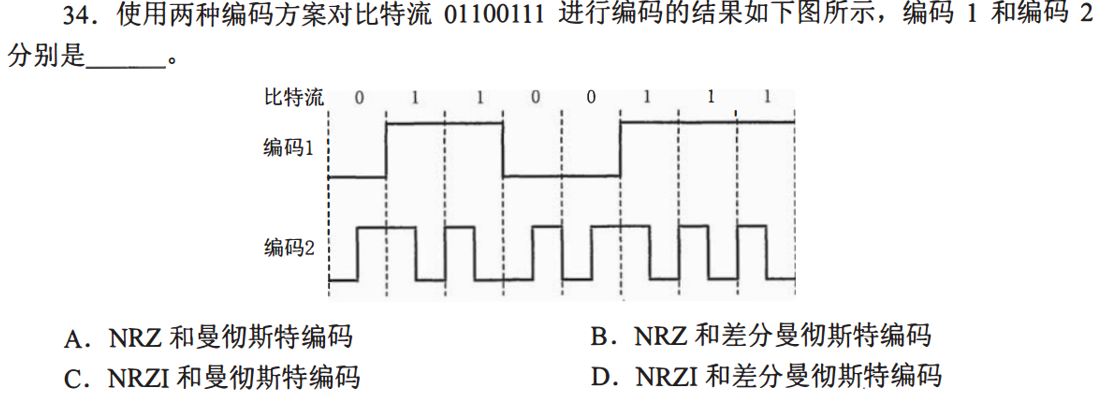 34．使用两种编码方案对比特流 01100111 进行编码的结果如下图所示，编码 1 和编码 2
分别是______。
比特流 0 1 1 0 0 1 1 1
编码1
编码2
A．NRZ 和曼彻斯特编码 B．NRZ 和差分曼彻斯特编码
C．NRZI 和曼彻斯特编码 D．NRZI 和差分曼彻斯特编码